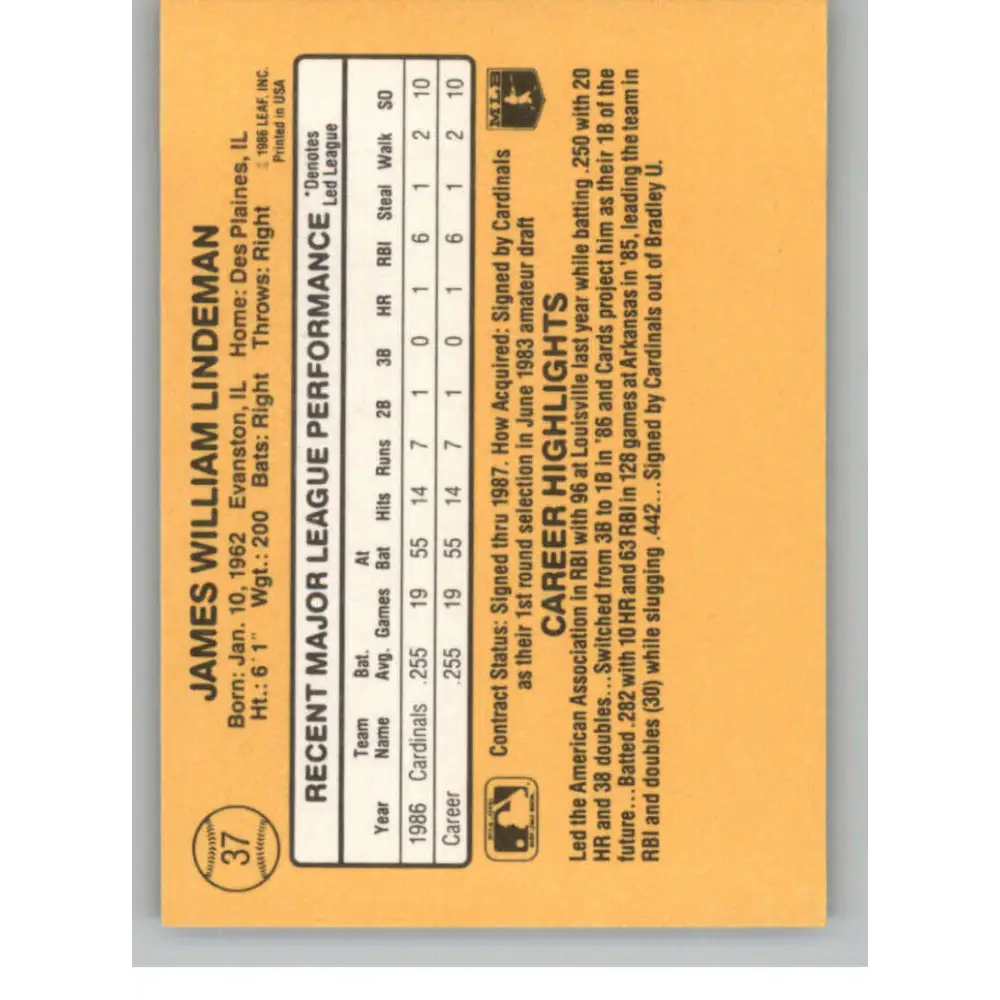 37
JAMES WILLIAM LINDEMAN
Born: Jan. 10, 1962 Evanston, IL Home: Des Plaines, IL
Ht.: 6'1" Wgt.: 200 Bats: Right Throws: Right
© 1986 LEAF, INC.
Printed in USA
RECENT MAJOR LEAGUE PERFORMANCE
*Denotes
Led League
Year Team Name Bat. Avg. Games At Bat Hits Runs 2B 3B HR RBI Steal Walk SO
1986 Cardinals .255 19 55 14 7 1 0 1 6 1 2 10
Career .255 19 55 14 7 1 0 1 6 1 2 10
Contract Status: Signed thru 1987. How Acquired: Signed by Cardinals
as their 1st round selection in June 1983 amateur draft
MLB
CAREER HIGHLIGHTS
Led the American Association in RBI with 96 at Louisville last year while batting .250 with 20
HR and 38 doubles...Switched from 3B to 1B in '86 and Cards project him as their 1B of the
future...Batted .282 with 10 HR and 63 RBI in 128 games at Arkansas in '85, leading the team in
RBI and doubles (30) while slugging .442...Signed by Cardinals out of Bradley U.